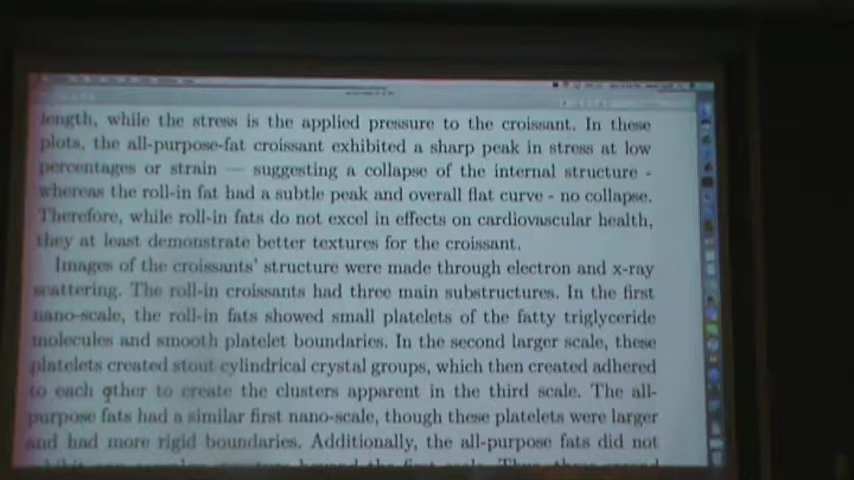 length, while the stress is the applied pressure to the croissant. In these
plots, the all-purpose-fat croissant exhibited a sharp peak in stress at low
percentages or strain — suggesting a collapse of the internal structure -
whereas the roll-in fat had a subtle peak and overall flat curve - no collapse.
Therefore, while roll-in fats do not excel in effects on cardiovascular health,
they at least demonstrate better textures for the croissant.
Images of the croissants' structure were made through electron and x-ray
scattering. The roll-in croissants had three main substructures. In the first
nano-scale, the roll-in fats showed small platelets of the fatty triglyceride
molecules and smooth platelet boundaries. In the second larger scale, these
platelets created stout cylindrical crystal groups, which then created adhered
to each other to create the clusters apparent in the third scale. The all-
purpose fats had a similar first nano-scale, though these platelets were larger
and had more rigid boundaries. Additionally, the all-purpose fats did not